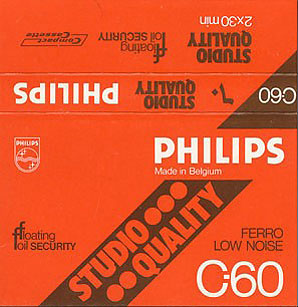 COMPACT
Cassette
floating
foil SECURITY
STUDIO
QUALITY
2x30 min
PHILIPS
STUDIO
QUALITY
C-60
PHILIPS
PHILIPS
Made in Belgium
floating
foil SECURITY
STUDIO
QUALITY
FERRO
LOW NOISE
C-60